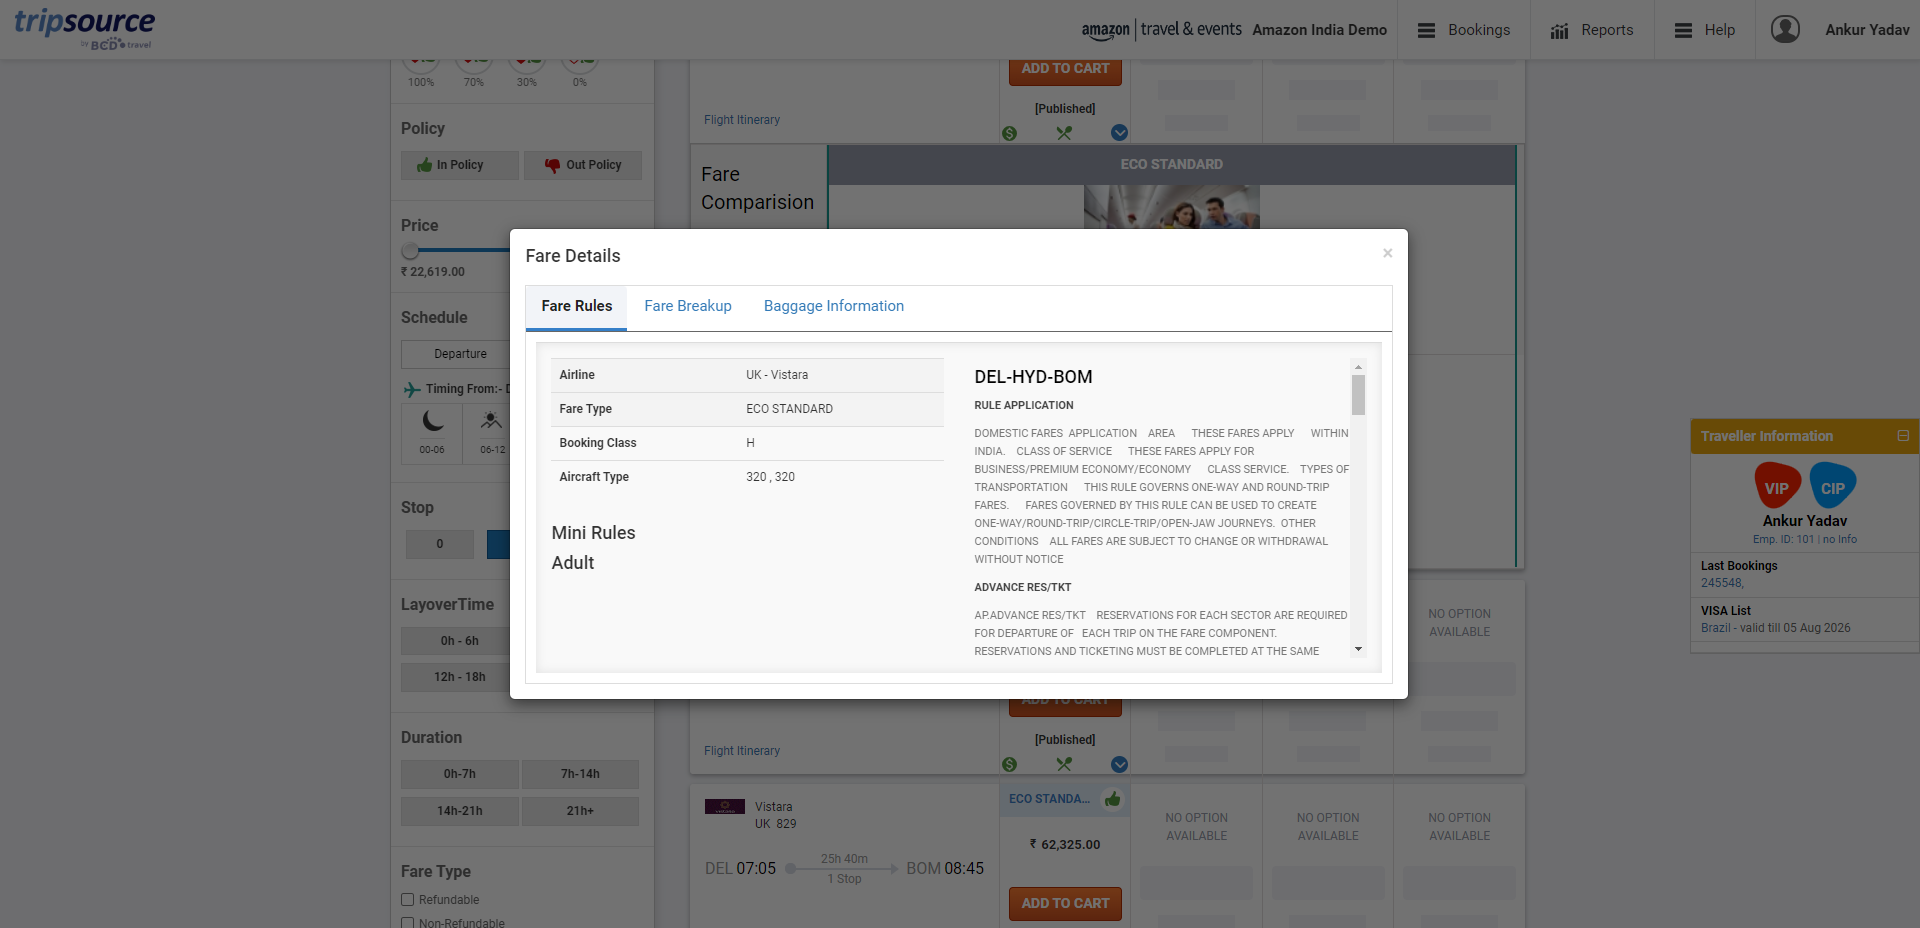 tripsource
by BCD travel
amazon travel & events Amazon India Demo
Bookings
Reports
Help
Ankur Yadav
100% 70% 30% 0%
Policy
In Policy Out Policy
Price
₹ 22,619.00
Schedule
Departure
Timing From:- D
00-06 06-12
Stop
0
LayoverTime
0h - 6h
12h - 18h
Duration
0h-7h 7h-14h
14h-21h 21h+
Fare Type
Refundable
Non-Refundable
ADD TO CART
[Published]
Flight Itinerary
Fare
Comparision
ECO STANDARD
Fare Details
×
Fare Rules Fare Breakup Baggage Information
Airline UK - Vistara
Fare Type ECO STANDARD
Booking Class H
Aircraft Type 320 , 320
Mini Rules
Adult
DEL-HYD-BOM
RULE APPLICATION
DOMESTIC FARES APPLICATION AREA THESE FARES APPLY WITHIN
INDIA. CLASS OF SERVICE THESE FARES APPLY FOR
BUSINESS/PREMIUM ECONOMY/ECONOMY CLASS SERVICE. TYPES OF
TRANSPORTATION THIS RULE GOVERNS ONE-WAY AND ROUND-TRIP
FARES. FARES GOVERNED BY THIS RULE CAN BE USED TO CREATE
ONE-WAY/ROUND-TRIP/CIRCLE-TRIP/OPEN-JAW JOURNEYS. OTHER
CONDITIONS ALL FARES ARE SUBJECT TO CHANGE OR WITHDRAWAL
WITHOUT NOTICE
ADVANCE RES/TKT
AP.ADVANCE RES/TKT RESERVATIONS FOR EACH SECTOR ARE REQUIRED
FOR DEPARTURE OF EACH TRIP ON THE FARE COMPONENT.
RESERVATIONS AND TICKETING MUST BE COMPLETED AT THE SAME
NO OPTION
AVAILABLE
ADD TO CART
[Published]
Flight Itinerary
Vistara
UK 829
DEL 07:05
25h 40m
1 Stop
BOM 08:45
ECO STANDA...
₹ 62,325.00
ADD TO CART
NO OPTION
AVAILABLE
NO OPTION
AVAILABLE
NO OPTION
AVAILABLE
Traveller Information
VIP CIP
Ankur Yadav
Emp. ID: 101 | no Info
Last Bookings
245548,
VISA List
Brazil - valid till 05 Aug 2026